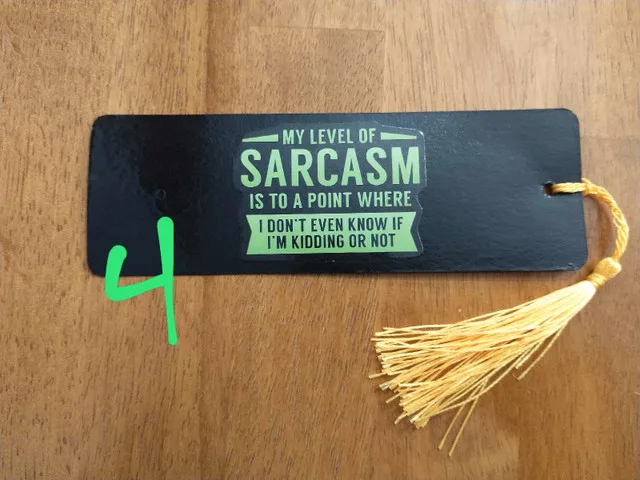 MY LEVEL OF
SARCASM
IS TO A POINT WHERE
I DON'T EVEN KNOW IF
I'M KIDDING OR NOT
4